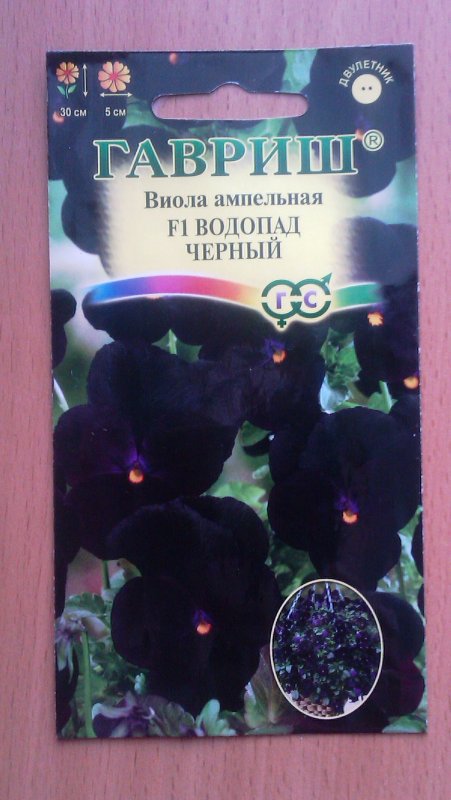 30 см
5 см
ДВУЛЕТНИК
ГАВРИШ®
Виола ампельная
F1 ВОДОПАД
ЧЕРНЫЙ
Г С